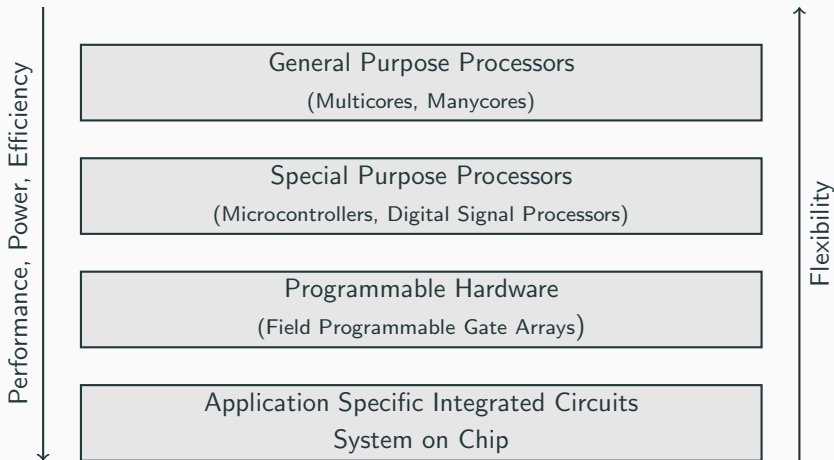 Performance, Power, Efficiency
General Purpose Processors
(Multicores, Manycores)
Special Purpose Processors
(Microcontrollers, Digital Signal Processors)
Programmable Hardware
(Field Programmable Gate Arrays)
Application Specific Integrated Circuits
System on Chip
Flexibility